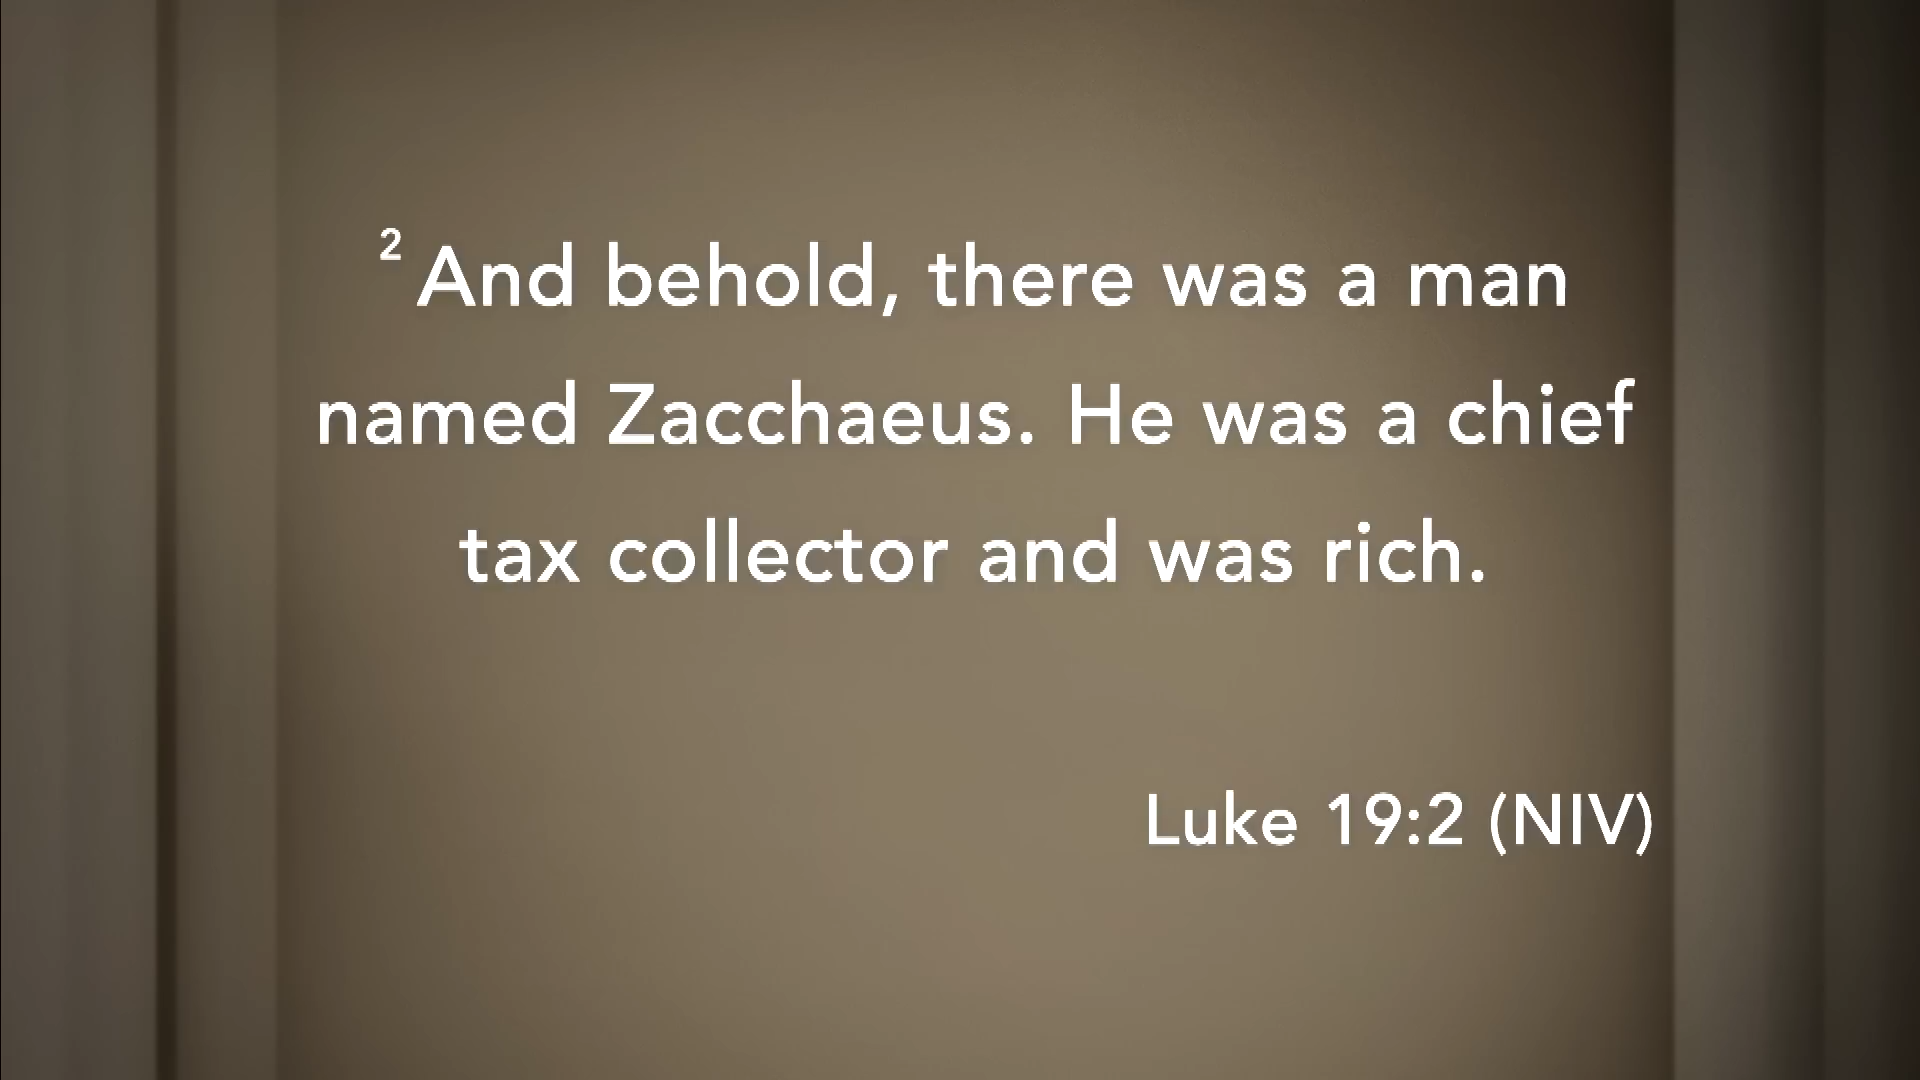 2 And behold, there was a man
named Zacchaeus. He was a chief
tax collector and was rich.
Luke 19:2 (NIV)